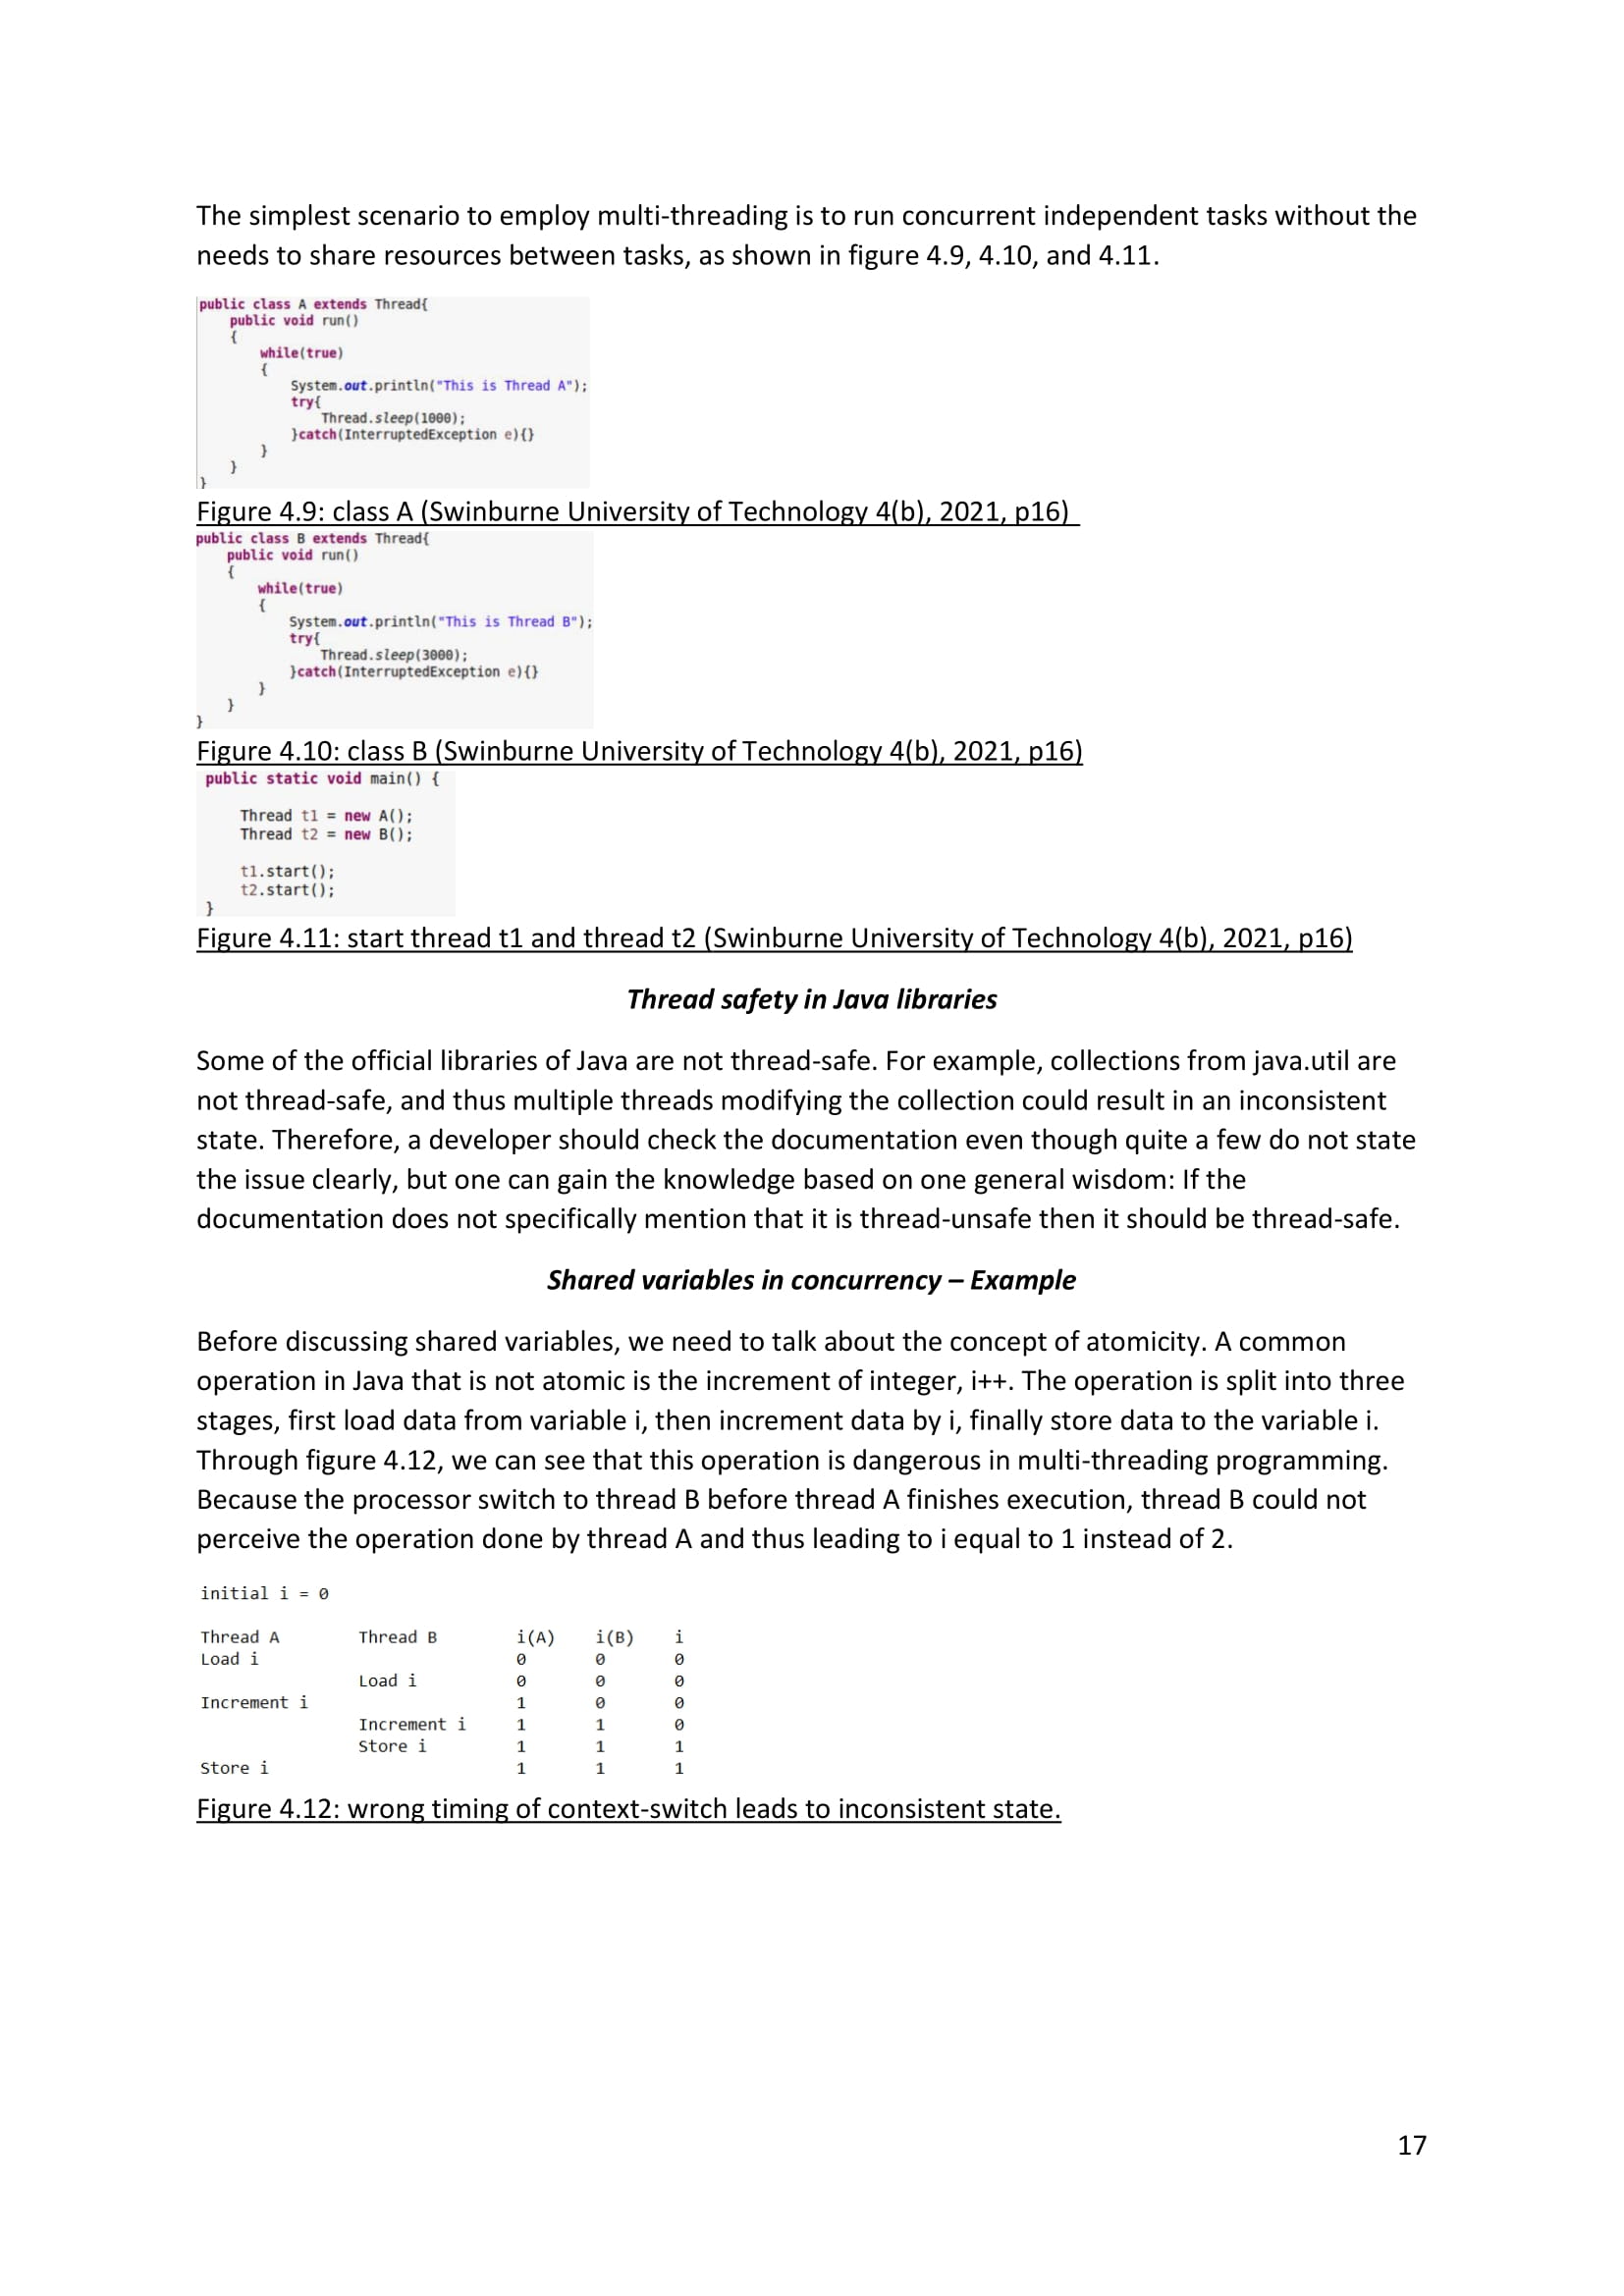 The simplest scenario to employ multi-threading is to run concurrent independent tasks without the
needs to share resources between tasks, as shown in figure 4.9, 4.10, and 4.11.
public class A extends Thread{
    public void run()
    {
        while(true)
        {
            System.out.println("This is Thread A");
            try{
                Thread.sleep(1000);
            }catch(InterruptedException e){}
        }
    }
}
Figure 4.9: class A (Swinburne University of Technology 4(b), 2021, p16)
public class B extends Thread{
    public void run()
    {
        while(true)
        {
            System.out.println("This is Thread B");
            try{
                Thread.sleep(3000);
            }catch(InterruptedException e){}
        }
    }
}
Figure 4.10: class B (Swinburne University of Technology 4(b), 2021, p16)
public static void main() {
    Thread t1 = new A();
    Thread t2 = new B();
    t1.start();
    t2.start();
}
Figure 4.11: start thread t1 and thread t2 (Swinburne University of Technology 4(b), 2021, p16)
Thread safety in Java libraries
Some of the official libraries of Java are not thread-safe. For example, collections from java.util are
not thread-safe, and thus multiple threads modifying the collection could result in an inconsistent
state. Therefore, a developer should check the documentation even though quite a few do not state
the issue clearly, but one can gain the knowledge based on one general wisdom: If the
documentation does not specifically mention that it is thread-unsafe then it should be thread-safe.
Shared variables in concurrency – Example
Before discussing shared variables, we need to talk about the concept of atomicity. A common
operation in Java that is not atomic is the increment of integer, i++. The operation is split into three
stages, first load data from variable i, then increment data by i, finally store data to the variable i.
Through figure 4.12, we can see that this operation is dangerous in multi-threading programming.
Because the processor switch to thread B before thread A finishes execution, thread B could not
perceive the operation done by thread A and thus leading to i equal to 1 instead of 2.
initial i = 0
Thread A        Thread B        i(A)    i(B)    i
Load i                          0       0       0
                Load i          0       0       0
Increment i                     1       0       0
                Increment i     1       1       0
                Store i         1       1       1
Store i                         1       1       1
Figure 4.12: wrong timing of context-switch leads to inconsistent state.
17